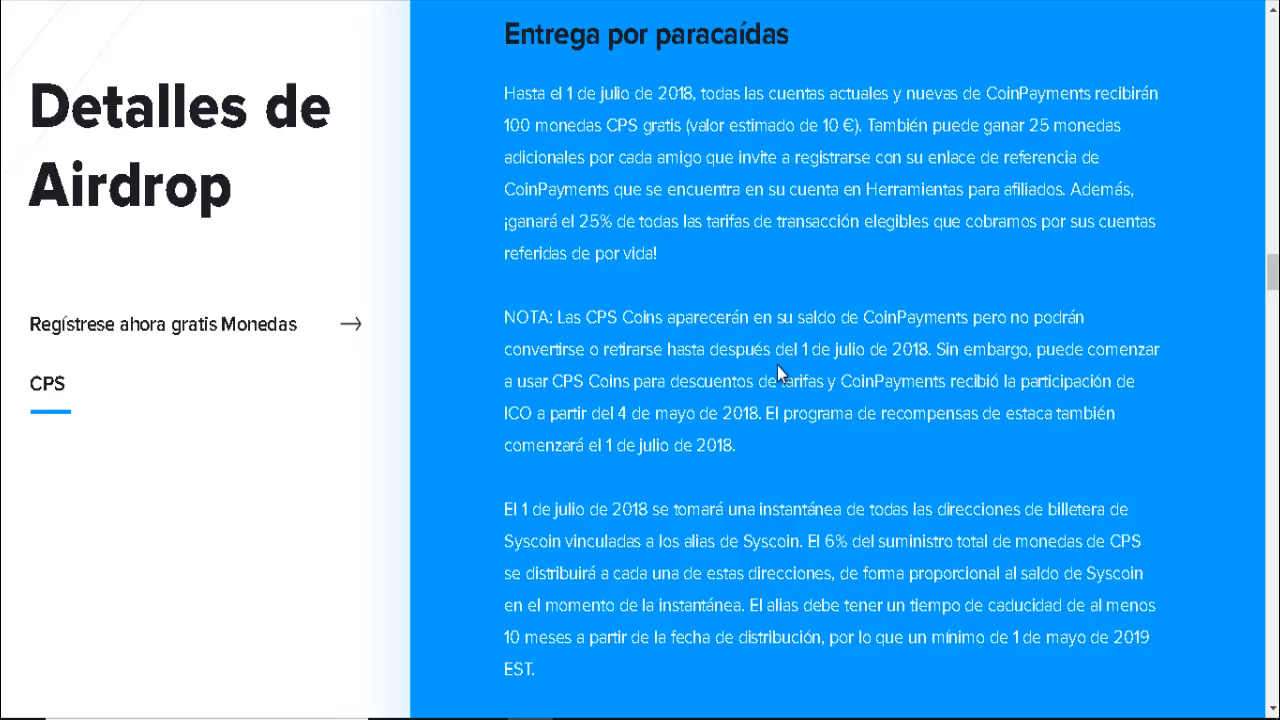 Detalles de
Airdrop
Regístrese ahora gratis Monedas
CPS
Entrega por paracaídas
Hasta el 1 de julio de 2018, todas las cuentas actuales y nuevas de CoinPayments recibirán
100 monedas CPS gratis (valor estimado de 10 €). También puede ganar 25 monedas
adicionales por cada amigo que invite a registrarse con su enlace de referencia de
CoinPayments que se encuentra en su cuenta en Herramientas para afiliados. Además,
¡ganará el 25% de todas las tarifas de transacción elegibles que cobramos por sus cuentas
referidas de por vida!
NOTA: Las CPS Coins aparecerán en su saldo de CoinPayments pero no podrán
convertirse o retirarse hasta después del 1 de julio de 2018. Sin embargo, puede comenzar
a usar CPS Coins para descuentos de tarifas y CoinPayments recibió la participación de
ICO a partir del 4 de mayo de 2018. El programa de recompensas de estaca también
comenzará el 1 de julio de 2018.
El 1 de julio de 2018 se tomará una instantánea de todas las direcciones de billetera de
Syscoin vinculadas a los alias de Syscoin. El 6% del suministro total de monedas de CPS
se distribuirá a cada una de estas direcciones, de forma proporcional al saldo de Syscoin
en el momento de la instantánea. El alias debe tener un tiempo de caducidad de al menos
10 meses a partir de la fecha de distribución, por lo que un mínimo de 1 de mayo de 2019
EST.